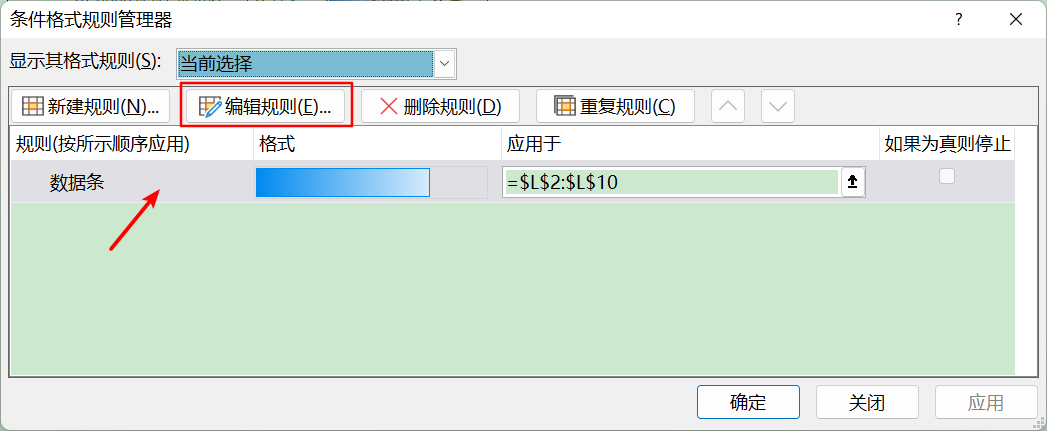 条件格式规则管理器 ?
显示其格式规则(S): 当前选择
新建规则(N)... 编辑规则(E)... 删除规则(D) 重复规则(C)
规则(按所示顺序应用) 格式 应用于 如果为真则停止
数据条 =$L$2:$L$10
确定 关闭 应用